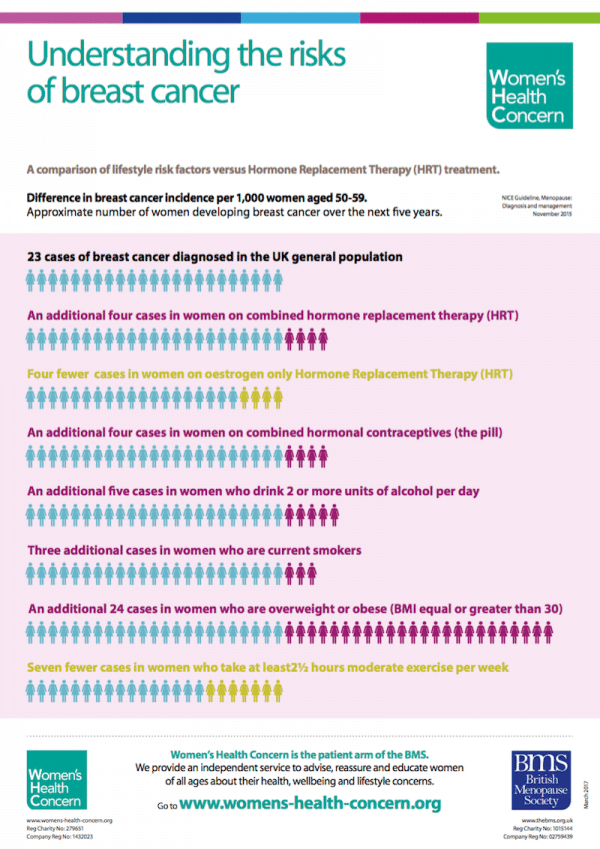 Understanding the risks
of breast cancer
Women's
Health
Concern
A comparison of lifestyle risk factors versus Hormone Replacement Therapy (HRT) treatment.
Difference in breast cancer incidence per 1,000 women aged 50-59.
Approximate number of women developing breast cancer over the next five years.
NICE Guideline, Menopause:
Diagnosis and management
November 2015
23 cases of breast cancer diagnosed in the UK general population
An additional four cases in women on combined hormone replacement therapy (HRT)
Four fewer cases in women on oestrogen only Hormone Replacement Therapy (HRT)
An additional four cases in women on combined hormonal contraceptives (the pill)
An additional five cases in women who drink 2 or more units of alcohol per day
Three additional cases in women who are current smokers
An additional 24 cases in women who are overweight or obese (BMI equal or greater than 30)
Seven fewer cases in women who take at least2½ hours moderate exercise per week
Women's
Health
Concern
www.womens-health-concern.org
Reg Charity No: 279651
Company Reg No: 1432023
Women's Health Concern is the patient arm of the BMS.
We provide an independent service to advise, reassure and educate women
of all ages about their health, wellbeing and lifestyle concerns.
Go to www.womens-health-concern.org
BMS
British
Menopause
Society
www.thebms.org.uk
Reg Charity No: 1015144
Company Reg No: 02759439
March 2017